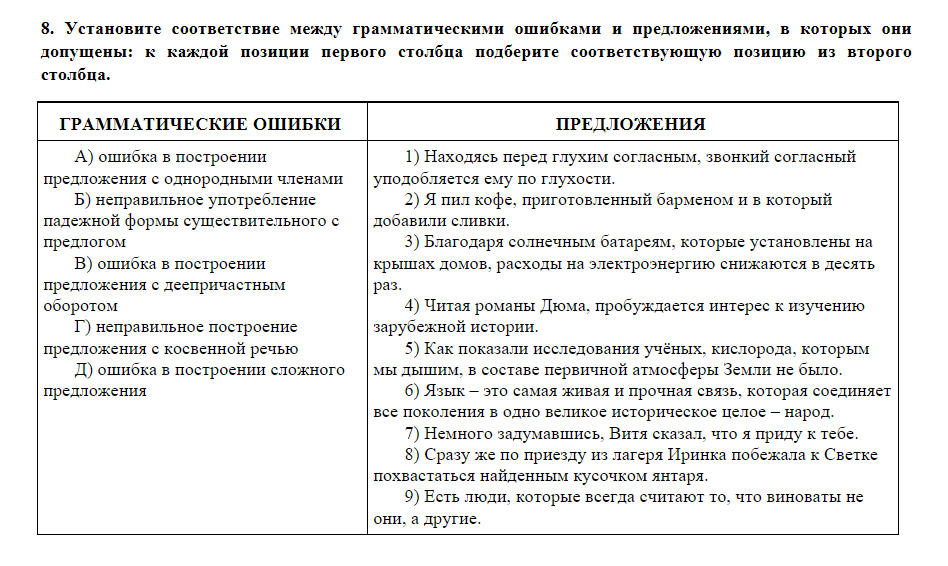 8. Установите соответствие между грамматическими ошибками и предложениями, в которых они
допущены: к каждой позиции первого столбца подберите соответствующую позицию из второго
столбца.
ГРАММАТИЧЕСКИЕ ОШИБКИ
А) ошибка в построении
предложения с однородными членами
Б) неправильное употребление
падежной формы существительного с
предлогом
В) ошибка в построении
предложения с деепричастным
оборотом
Г) неправильное построение
предложения с косвенной речью
Д) ошибка в построении сложного
предложения
ПРЕДЛОЖЕНИЯ
1) Находясь перед глухим согласным, звонкий согласный
уподобляется ему по глухости.
2) Я пил кофе, приготовленный барменом и в который
добавили сливки.
3) Благодаря солнечным батареям, которые установлены на
крышах домов, расходы на электроэнергию снижаются в десять
раз.
4) Читая романы Дюма, пробуждается интерес к изучению
зарубежной истории.
5) Как показали исследования учёных, кислорода, которым
мы дышим, в составе первичной атмосферы Земли не было.
6) Язык – это самая живая и прочная связь, которая соединяет
все поколения в одно великое историческое целое – народ.
7) Немного задумавшись, Витя сказал, что я приду к тебе.
8) Сразу же по приезду из лагеря Иринка побежала к Светке
похвастаться найденным кусочком янтаря.
9) Есть люди, которые всегда считают то, что виноваты не
они, а другие.